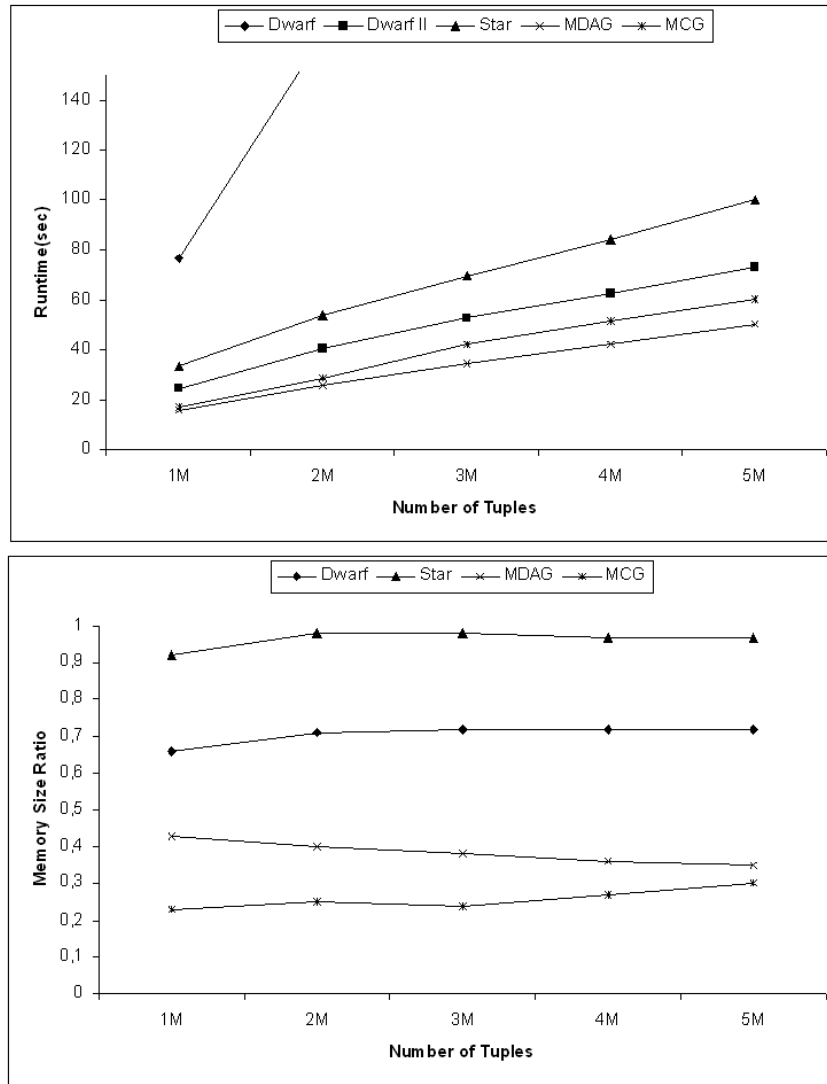 Dwarf Dwarf II Star MDAG MCG
140
120
100
80
60
40
20
0
Runtime(sec)
1M 2M 3M 4M 5M
Number of Tuples
Dwarf Star MDAG MCG
1
0,9
0,8
0,7
0,6
0,5
0,4
0,3
0,2
0,1
0
Memory Size Ratio
1M 2M 3M 4M 5M
Number of Tuples